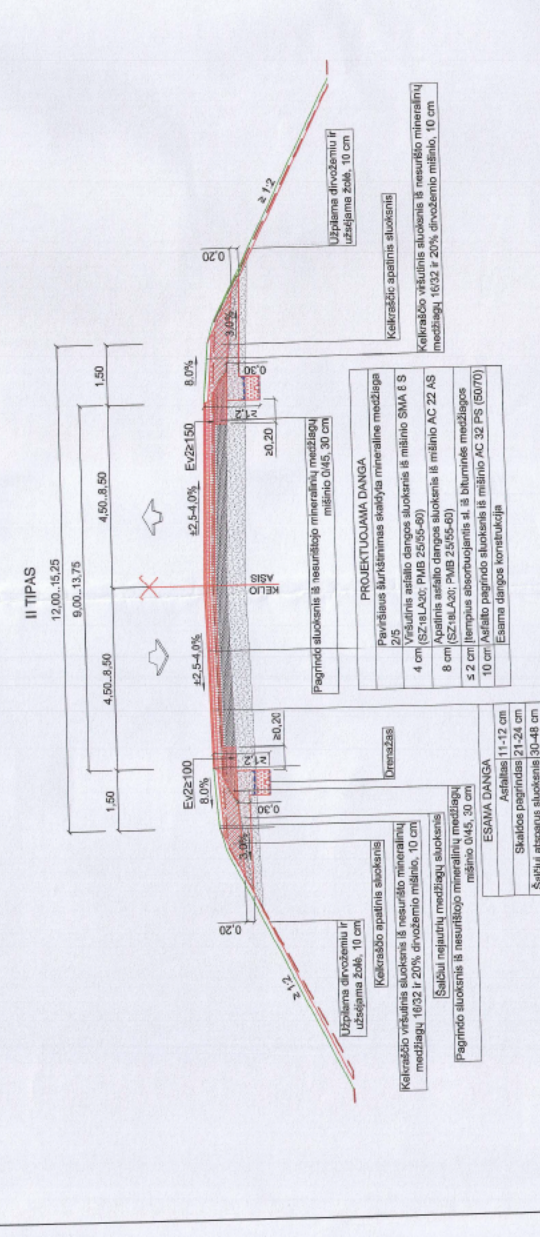 II TIPAS
12,00...15,25
9,00...13,75
1,50
4,50...8,50
4,50...8,50
1,50
Ev2≥100
8.0%
±2,5-4,0%
±2,5-4,0%
Ev2≥150
8.0%
KELIO
AŠIS
≥ 1:2
0,20
3.0%
0,30
≥1,2
≥0,20
≥0,20
≥1,2
0,30
3.0%
0,20
≥ 1:2
Užpilama dirvožemiu ir
užsėjama žolė, 10 cm
Kelkraščio apatinis sluoksnis
Kelkraščio viršutinis sluoksnis iš nesurišto mineralinių
medžiagų 16/32 ir 20% dirvožemio mišinio, 10 cm
Šalčiui nejautrių medžiagų sluoksnis
Pagrindo sluoksnis iš nesurištojo mineralinių medžiagų
mišinio 0/45, 30 cm
Drenažas
Pagrindo sluoksnis iš nesurištojo mineralinių medžiagų
mišinio 0/45, 30 cm
Užpilama dirvožemiu ir
užsėjama žolė, 10 cm
Kelkraščio apatinis sluoksnis
Kelkraščio viršutinis sluoksnis iš nesurišto mineralinių
medžiagų 16/32 ir 20% dirvožemio mišinio, 10 cm
PROJEKTUOJAMA DANGA
Paviršiaus šiurkštinimas skaldyta mineraline medžiaga
2/5
4 cm Viršutinis asfalto dangos sluoksnis iš mišinio SMA 8 S
(SZ18LA20; PMB 25/55-60)
8 cm Apatinis asfalto dangos sluoksnis iš mišinio AC 22 AS
(SZ18LA20; PMB 25/55-60)
≤ 2 cm Įtempius absorbuojantis sl. iš bituminės medžiagos
10 cm Asfalto pagrindo sluoksnis iš mišinio AC 32 PS (50/70)
Esama dangos konstrukcija
ESAMA DANGA
Asfaltas 11-12 cm
Skaldos pagrindas 21-24 cm
Šalčiui atsparus sluoksnis 30-48 cm